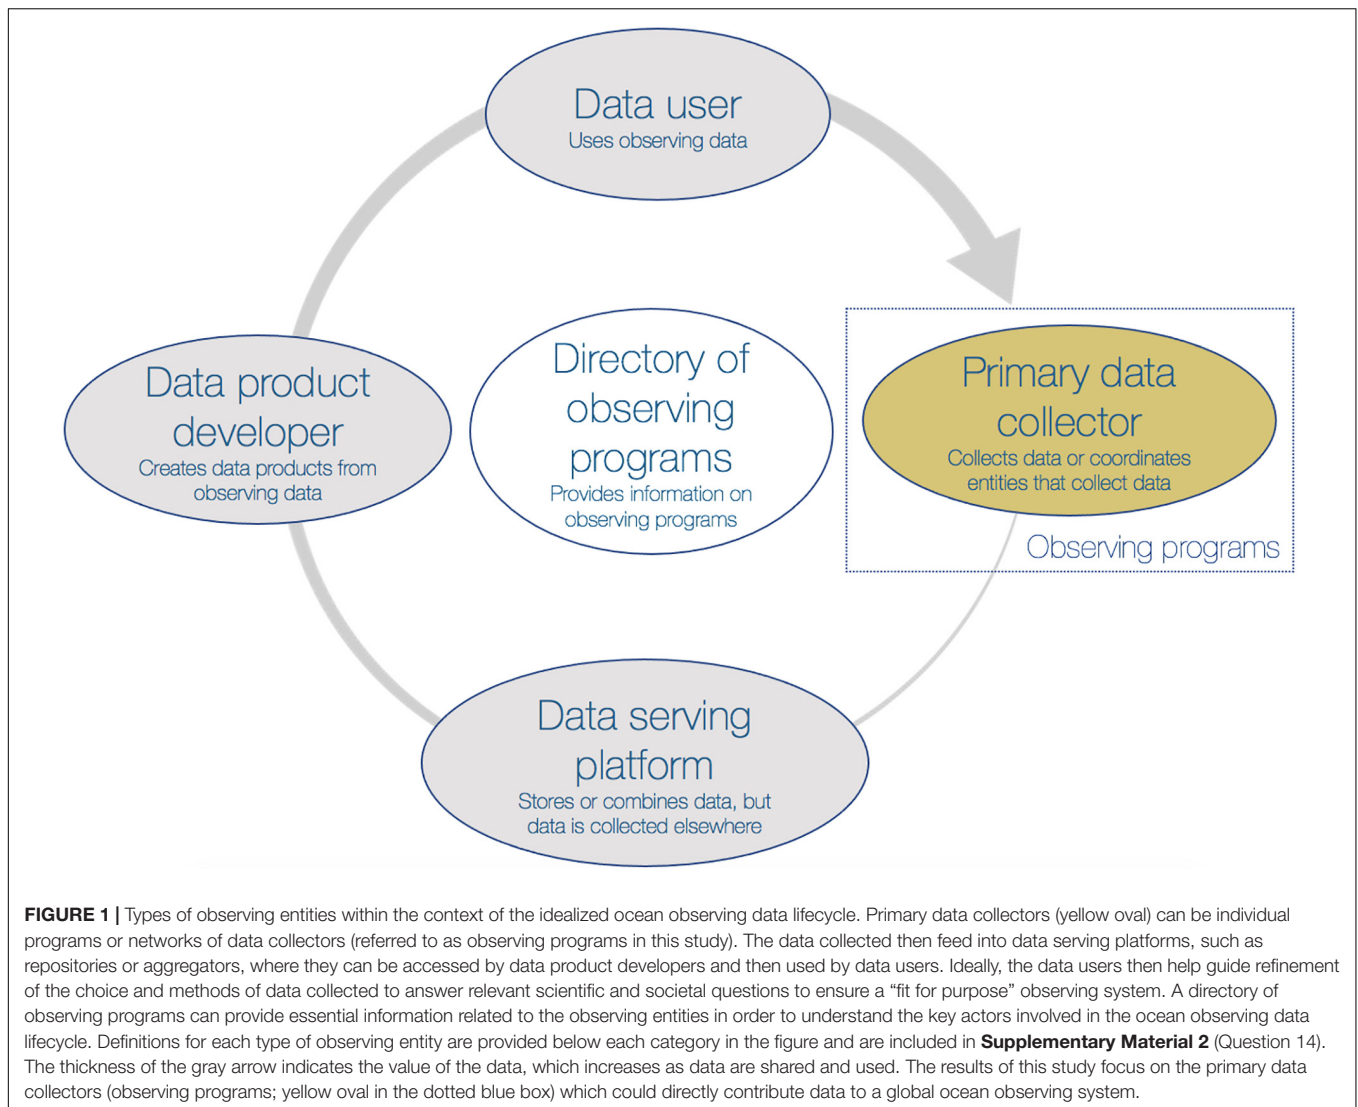 Data user
Uses observing data
Data product
developer
Creates data products from
observing data
Directory of
observing
programs
Provides information on
observing programs
Primary data
collector
Collects data or coordinates
entities that collect data
Observing programs
Data serving
platform
Stores or combines data, but
data is collected elsewhere
FIGURE 1 | Types of observing entities within the context of the idealized ocean observing data lifecycle. Primary data collectors (yellow oval) can be individual
programs or networks of data collectors (referred to as observing programs in this study). The data collected then feed into data serving platforms, such as
repositories or aggregators, where they can be accessed by data product developers and then used by data users. Ideally, the data users then help guide refinement
of the choice and methods of data collected to answer relevant scientific and societal questions to ensure a “fit for purpose” observing system. A directory of
observing programs can provide essential information related to the observing entities in order to understand the key actors involved in the ocean observing data
lifecycle. Definitions for each type of observing entity are provided below each category in the figure and are included in Supplementary Material 2 (Question 14).
The thickness of the gray arrow indicates the value of the data, which increases as data are shared and used. The results of this study focus on the primary data
collectors (observing programs; yellow oval in the dotted blue box) which could directly contribute data to a global ocean observing system.